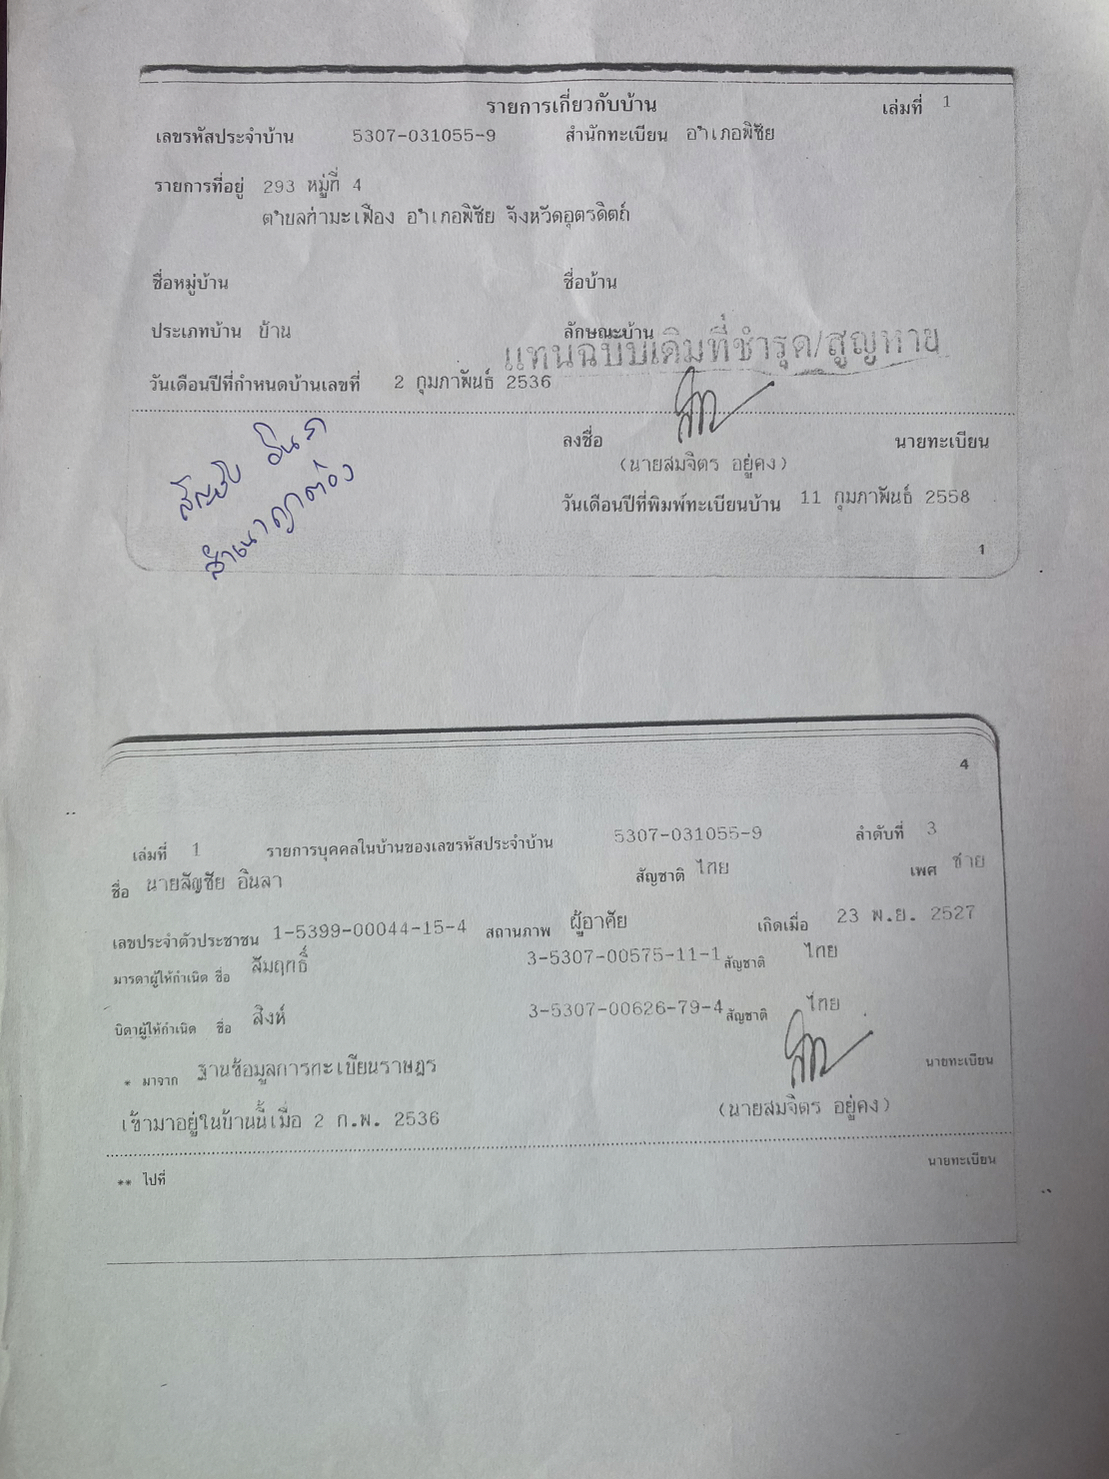 รายการเกี่ยวกับบ้าน เล่มที่ 1
เลขรหัสประจำบ้าน 5307-031055-9 สำนักทะเบียน อำเภอพิชัย
รายการที่อยู่ 293 หมู่ที่ 4
ตำบลท่ามะเฟือง อำเภอพิชัย จังหวัดอุตรดิตถ์
ชื่อหมู่บ้าน ชื่อบ้าน
ประเภทบ้าน บ้าน ลักษณะบ้าน
แทนฉบับเดิมที่ชำรุด/สูญหาย
วันเดือนปีที่กำหนดบ้านเลขที่ 2 กุมภาพันธ์ 2536
ลงชื่อ นายทะเบียน
(นายสมจิตร อยู่คง)
วันเดือนปีที่พิมพ์ทะเบียนบ้าน 11 กุมภาพันธ์ 2558
สำเนาถูกต้อง
1
4
เล่มที่ 1 รายการบุคคลในบ้านของเลขรหัสประจำบ้าน 5307-031055-9 ลำดับที่ 3
ชื่อ นายสัญชัย อินลา สัญชาติ ไทย เพศ ชาย
เลขประจำตัวประชาชน 1-5399-00044-15-4 สถานภาพ ผู้อาศัย เกิดเมื่อ 23 พ.ย. 2527
มารดาผู้ให้กำเนิด ชื่อ สัมฤทธิ์ 3-5307-00575-11-1 สัญชาติ ไทย
บิดาผู้ให้กำเนิด ชื่อ สิงห์ 3-5307-00626-79-4 สัญชาติ ไทย
* มาจาก ฐานข้อมูลการทะเบียนราษฎร นายทะเบียน
เข้ามาอยู่ในบ้านนี้เมื่อ 2 ก.พ. 2536 (นายสมจิตร อยู่คง)
** ไปที่ นายทะเบียน